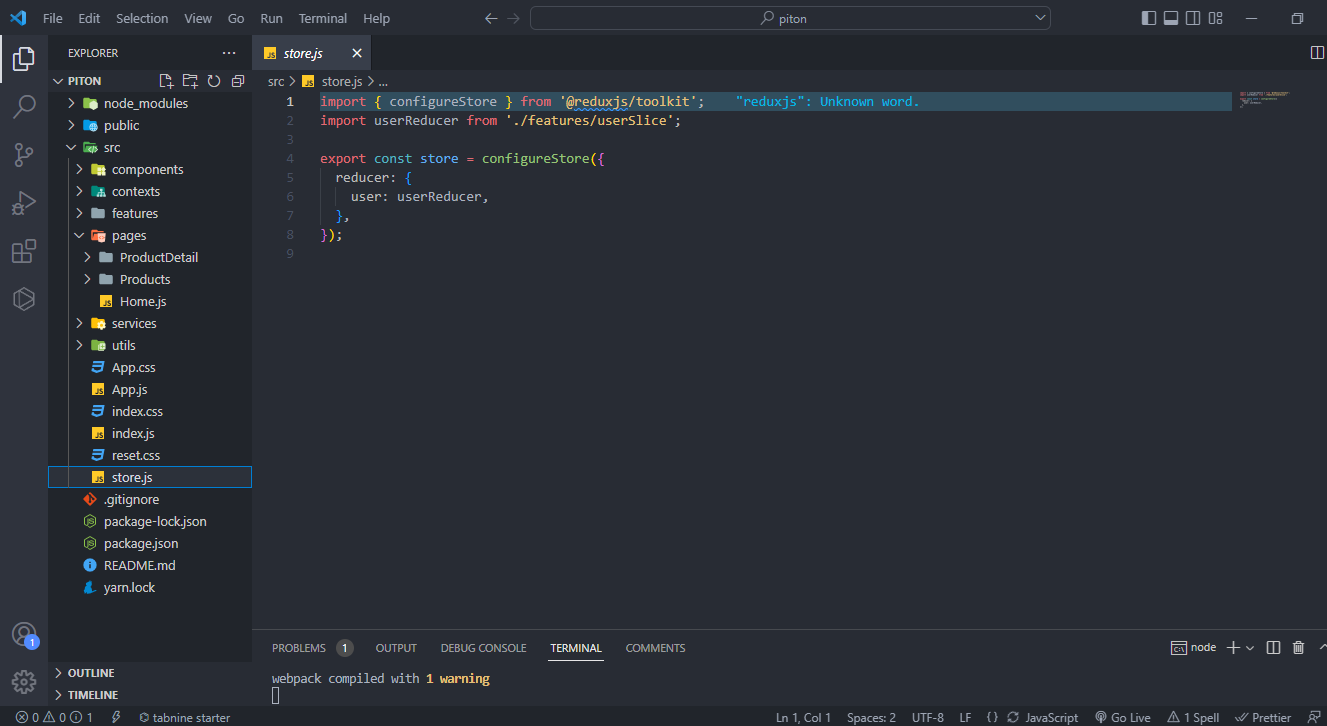 File Edit Selection View Go Run Terminal Help
piton
EXPLORER
store.js
PITON
src > store.js > ...
node_modules
public
src
components
contexts
features
pages
ProductDetail
Products
Home.js
services
utils
App.css
App.js
index.css
index.js
reset.css
store.js
.gitignore
package-lock.json
package.json
README.md
yarn.lock
OUTLINE
TIMELINE
1 import { configureStore } from '@reduxjs/toolkit'; "reduxjs": Unknown word.
2 import userReducer from './features/userSlice';
3
4 export const store = configureStore({
5 reducer: {
6 user: userReducer,
7 },
8 });
9
PROBLEMS 1 OUTPUT DEBUG CONSOLE TERMINAL COMMENTS
node
webpack compiled with 1 warning
1
0 0 1 tabnine starter Ln 1, Col 1 Spaces: 2 UTF-8 LF {} JavaScript Go Live 1 Spell Prettier